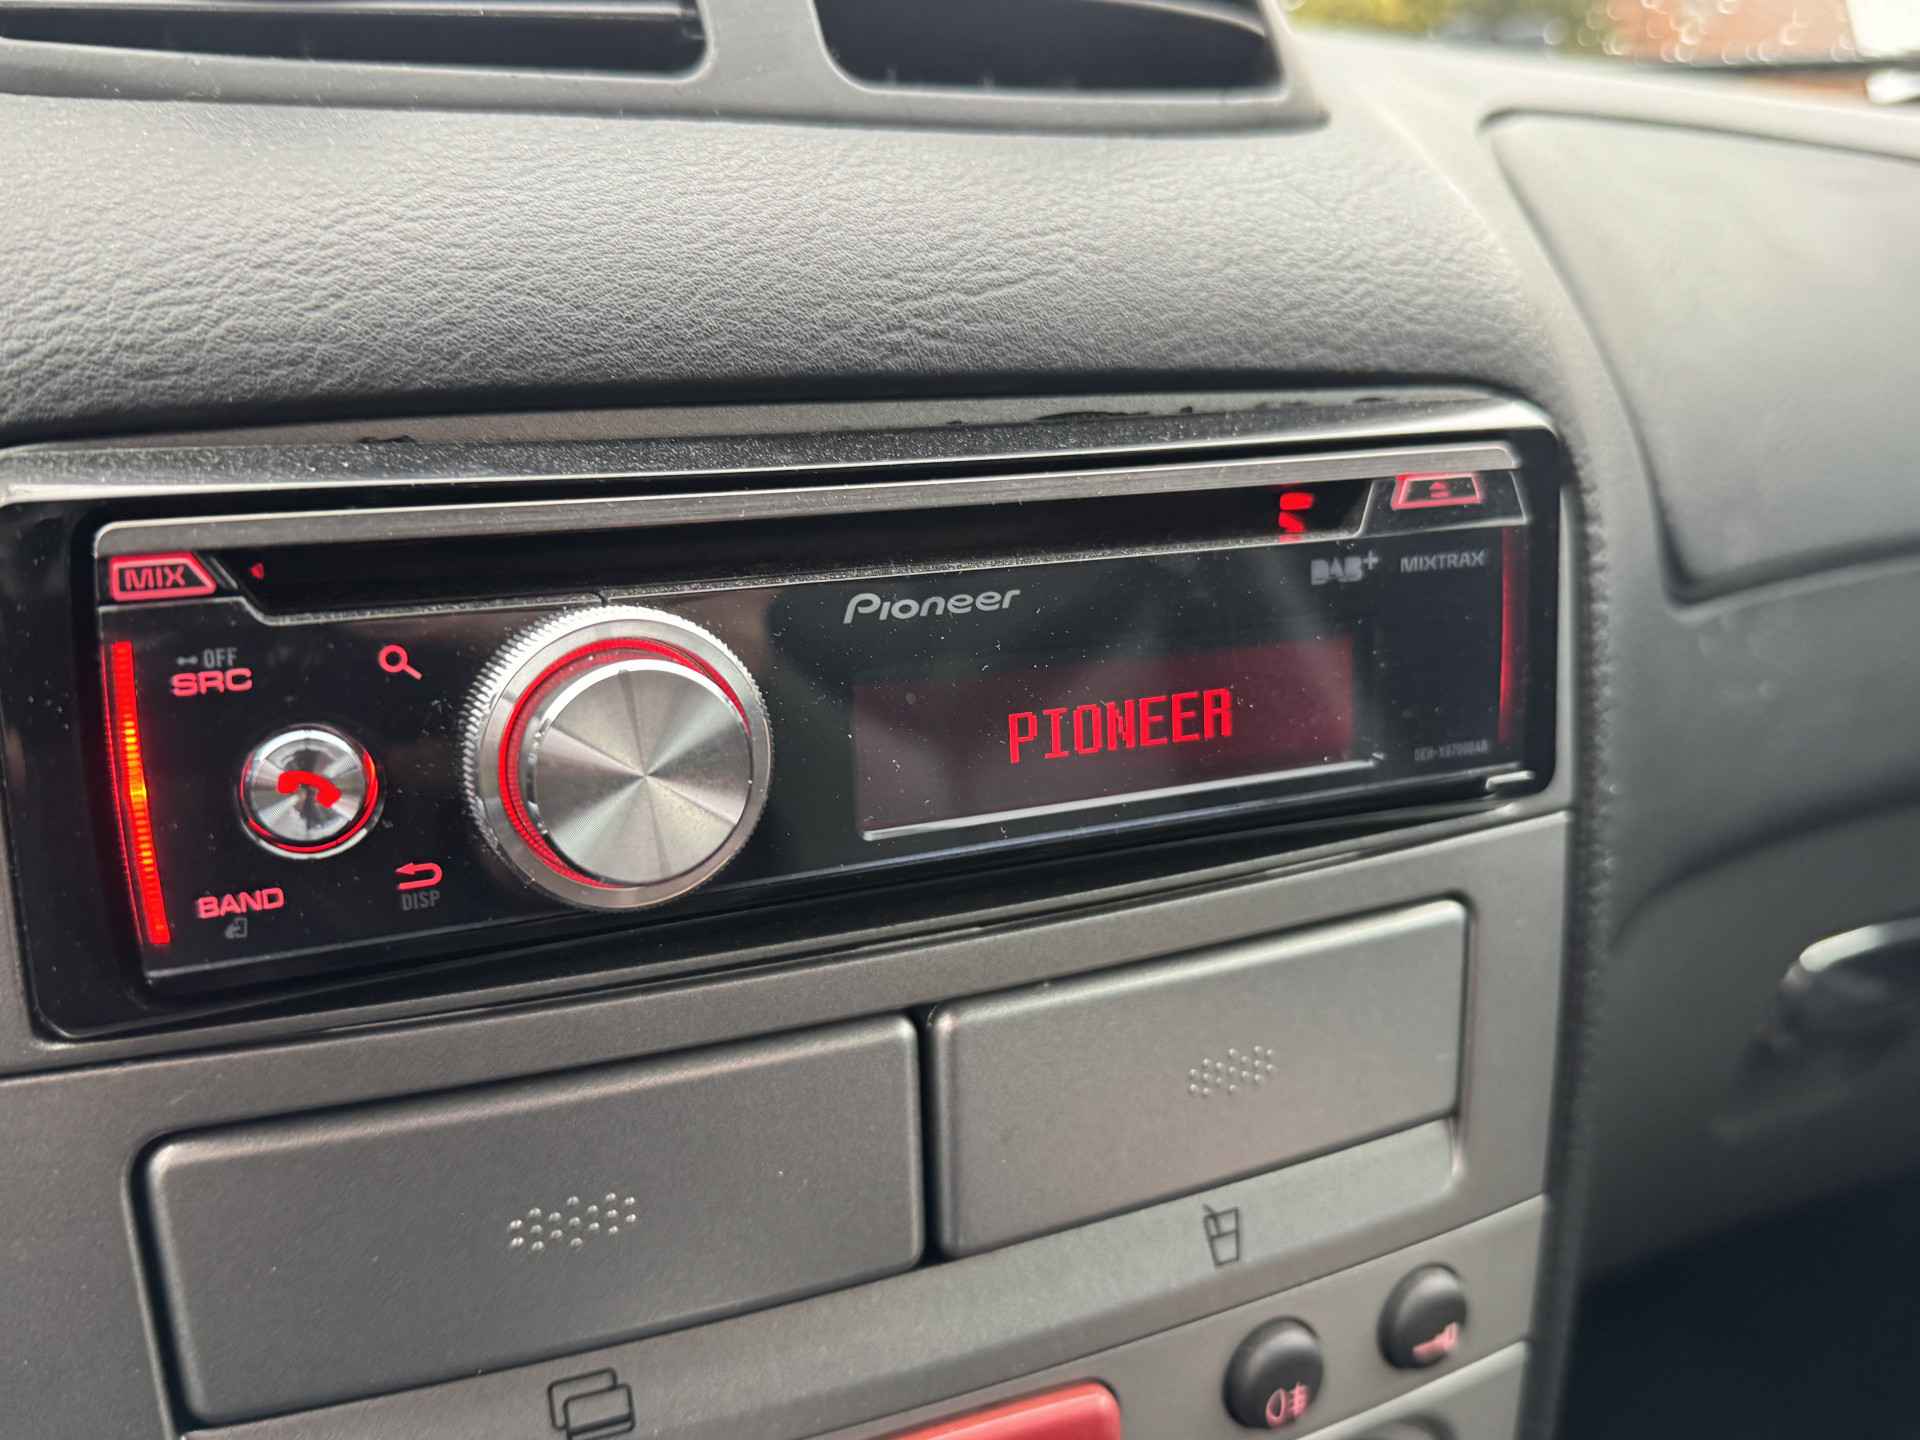 MIX
DAB+ MIXTRAX
Pioneer
OFF
SRC
PIONEER
BAND
DISP